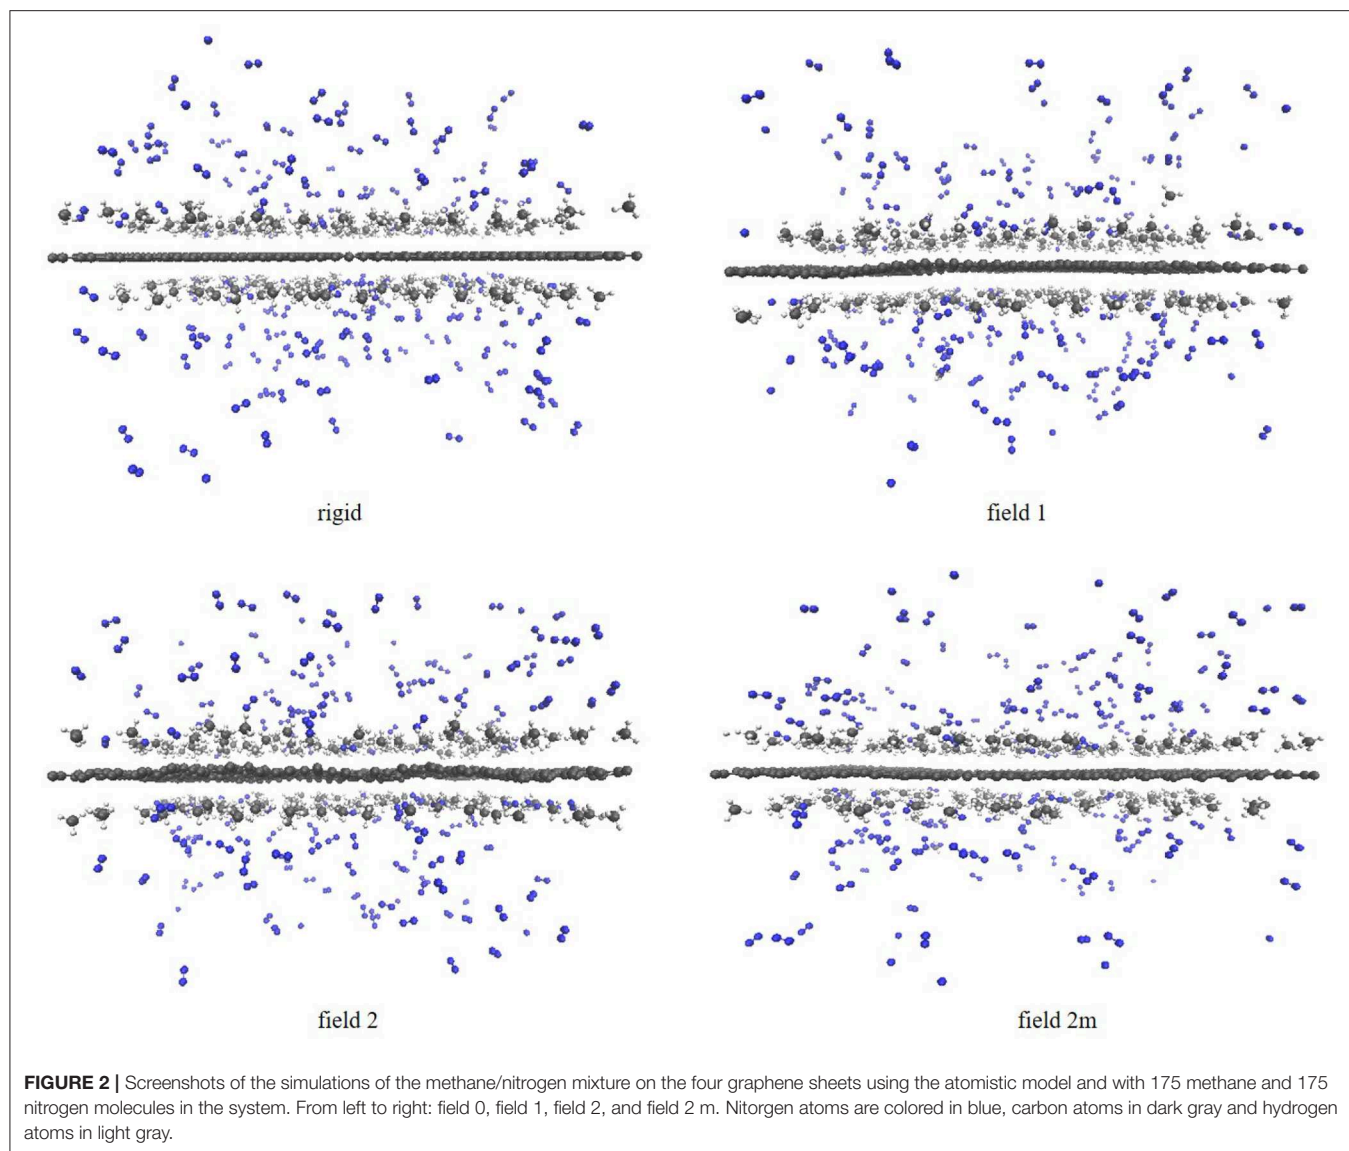 rigid
field 1
field 2
field 2m
FIGURE 2 | Screenshots of the simulations of the methane/nitrogen mixture on the four graphene sheets using the atomistic model and with 175 methane and 175
nitrogen molecules in the system. From left to right: field 0, field 1, field 2, and field 2 m. Nitorgen atoms are colored in blue, carbon atoms in dark gray and hydrogen
atoms in light gray.